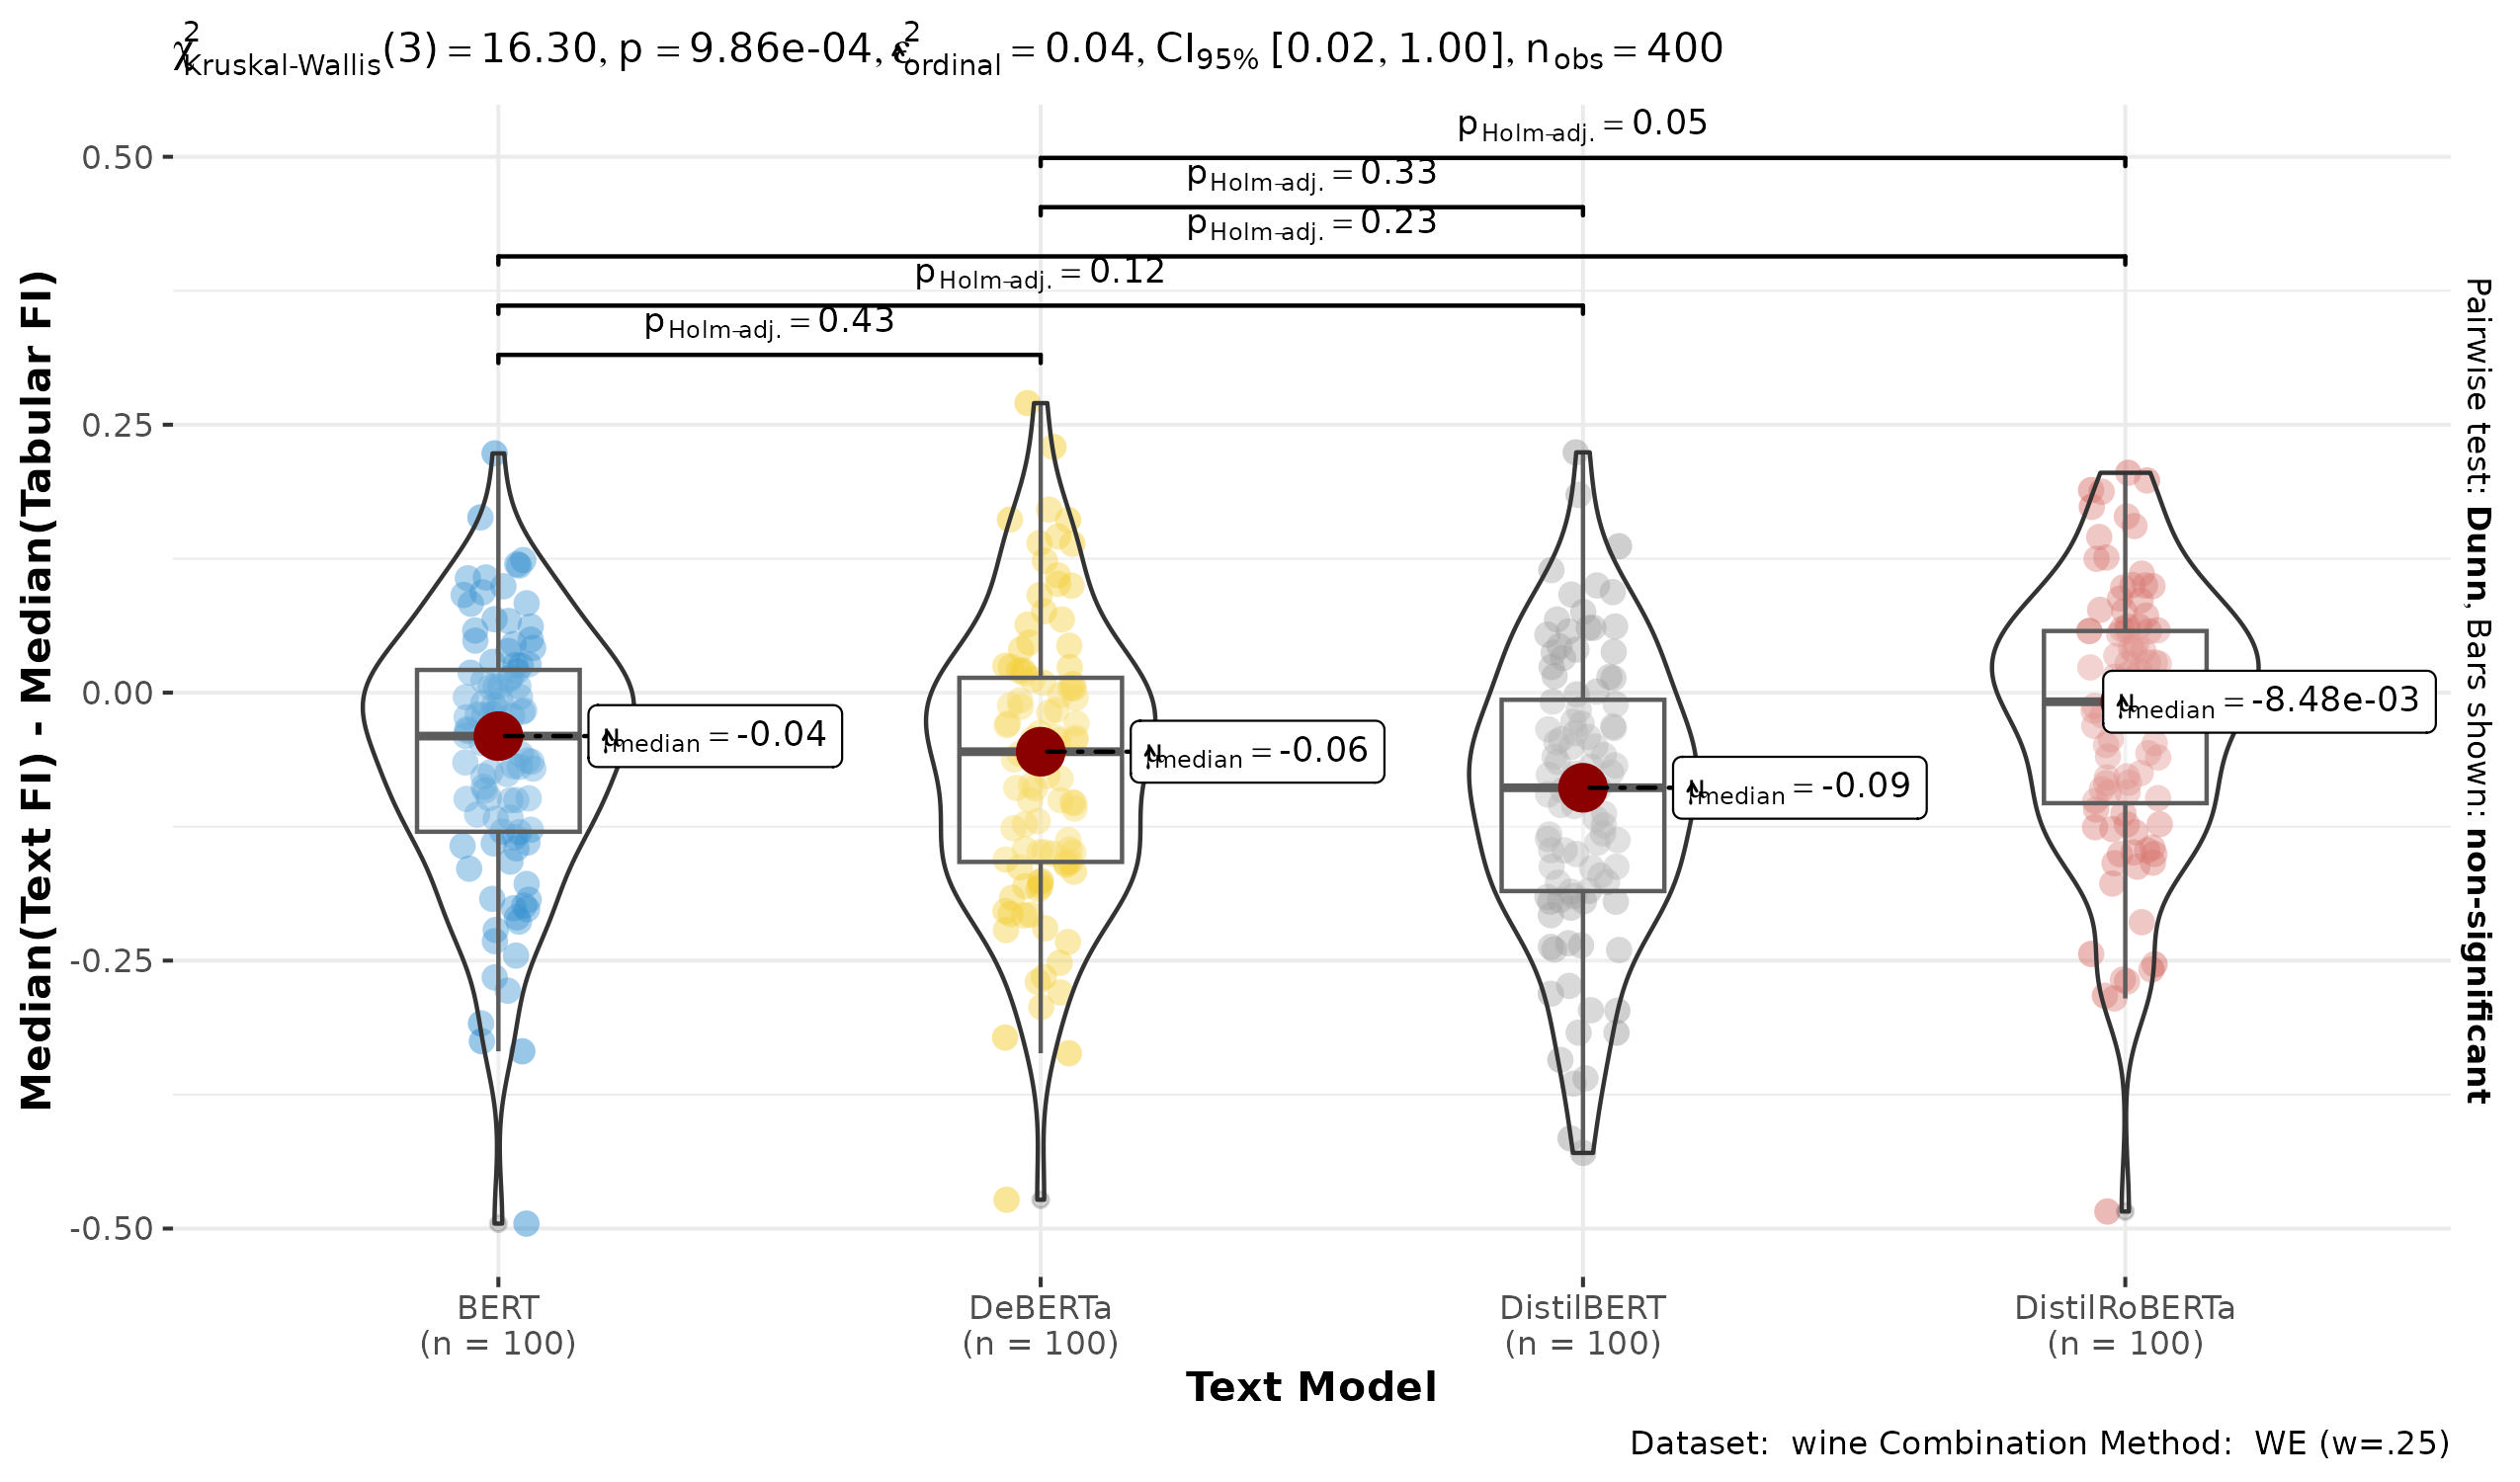 χ²Kruskal-Wallis(3) = 16.30, p = 9.86e-04, ε̂²ordinal = 0.04, CI95% [0.02, 1.00], nobs = 400
pHolm-adj. = 0.05
pHolm-adj. = 0.33
pHolm-adj. = 0.23
pHolm-adj. = 0.12
pHolm-adj. = 0.43
Median(Text FI) - Median(Tabular FI)
0.50
0.25
0.00
-0.25
-0.50
μ̂median = -0.04
μ̂median = -0.06
μ̂median = -0.09
μ̂median = -8.48e-03
Pairwise test: Dunn, Bars shown: non-significant
BERT
(n = 100)
DeBERTa
(n = 100)
DistilBERT
(n = 100)
DistilRoBERTa
(n = 100)
Text Model
Dataset: wine Combination Method: WE (w=.25)